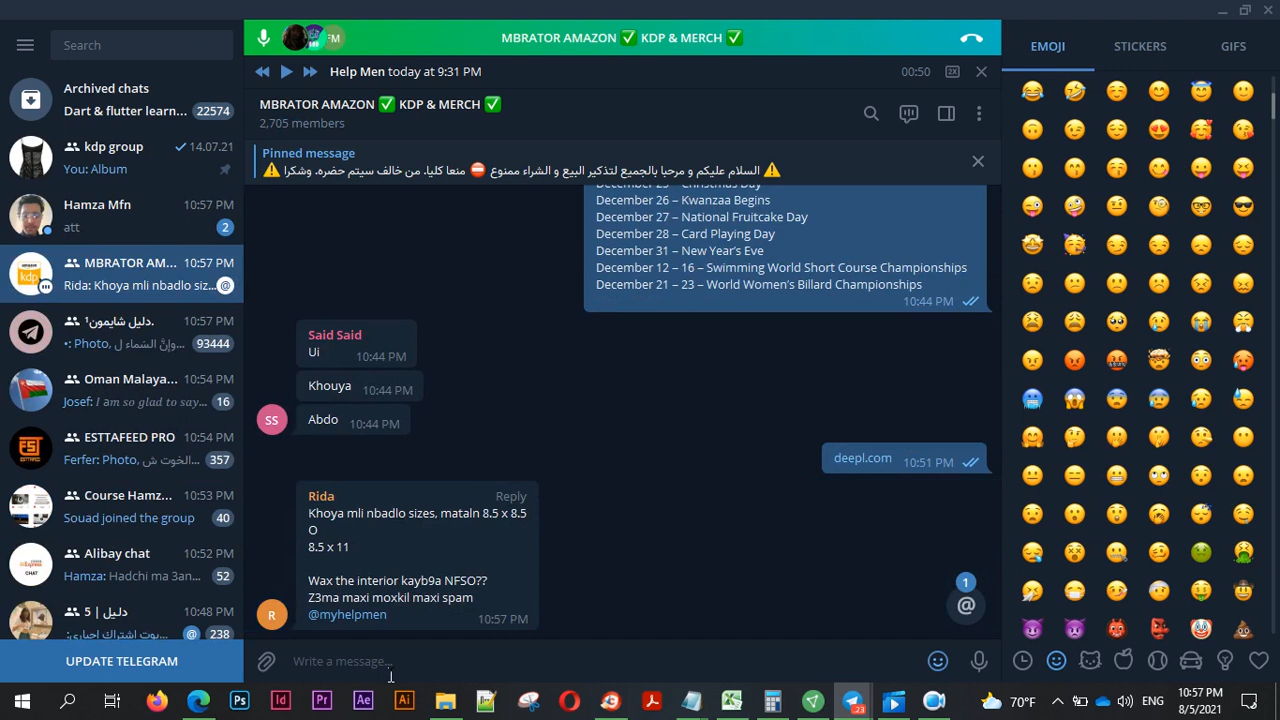 Search
Archived chats
Dart & flutter learn...
22574
kdp group
14.07.21
You: Album
Hamza Mfn
10:57 PM
att
2
MBRATOR AM...
10:57 PM
Rida: Khoya mli nbadlo siz...
@
دليل شايمون¹.
10:57 PM
93444
Oman Malaya...
10:54 PM
Josef: I am so glad to say...
16
ESTTAFEED PRO
10:54 PM
357
Course Hamz...
10:53 PM
Souad joined the group
40
Alibay chat
10:52 PM
Hamza: Hadchi ma 3an...
52
دليل | 5
10:48 PM
@ 238
UPDATE TELEGRAM
FM
MBRATOR AMAZON ✅ KDP & MERCH ✅
Help Men today at 9:31 PM
00:50
2X
MBRATOR AMAZON ✅ KDP & MERCH ✅
2,705 members
Pinned message
⚠️ السلام عليكم و مرحبا بالجميع لتذكير البيع و الشراء ممنوع ⛔ منعا كليا. من خالف سيتم حضره. وشكرا ⚠️
December 25 – Christmas Day
December 26 – Kwanzaa Begins
December 27 – National Fruitcake Day
December 28 – Card Playing Day
December 31 – New Year's Eve
December 12 – 16 – Swimming World Short Course Championships
December 21 – 23 – World Women's Billard Championships
10:44 PM
Said Said
Ui
10:44 PM
Khouya
10:44 PM
SS
Abdo
10:44 PM
deepl.com
10:51 PM
Rida
Reply
Khoya mli nbadlo sizes, mataln 8.5 x 8.5
O
8.5 x 11
Wax the interior kayb9a NFSO??
Z3ma maxi moxkil maxi spam
@myhelpmen
10:57 PM
R
1
@
Write a message...
EMOJI
STICKERS
GIFS
Ps
Id
Pr
Ae
Ai
23
70°F
ENG
10:57 PM
8/5/2021